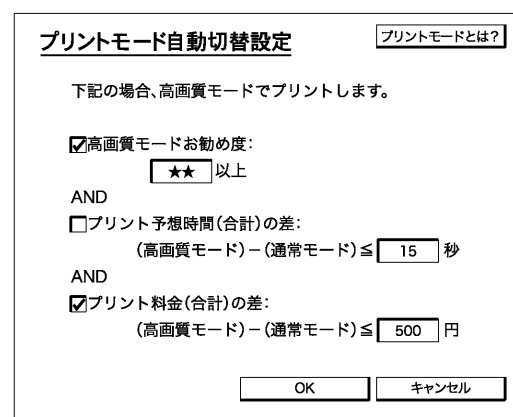 プリントモード自動切替設定
プリントモードとは?
下記の場合、高画質モードでプリントします。
☑高画質モードお勧め度：
★★ 以上
AND
□プリント予想時間(合計)の差：
(高画質モード)－(通常モード)≦ 15 秒
AND
☑プリント料金(合計)の差：
(高画質モード)－(通常モード)≦ 500 円
OK
キャンセル